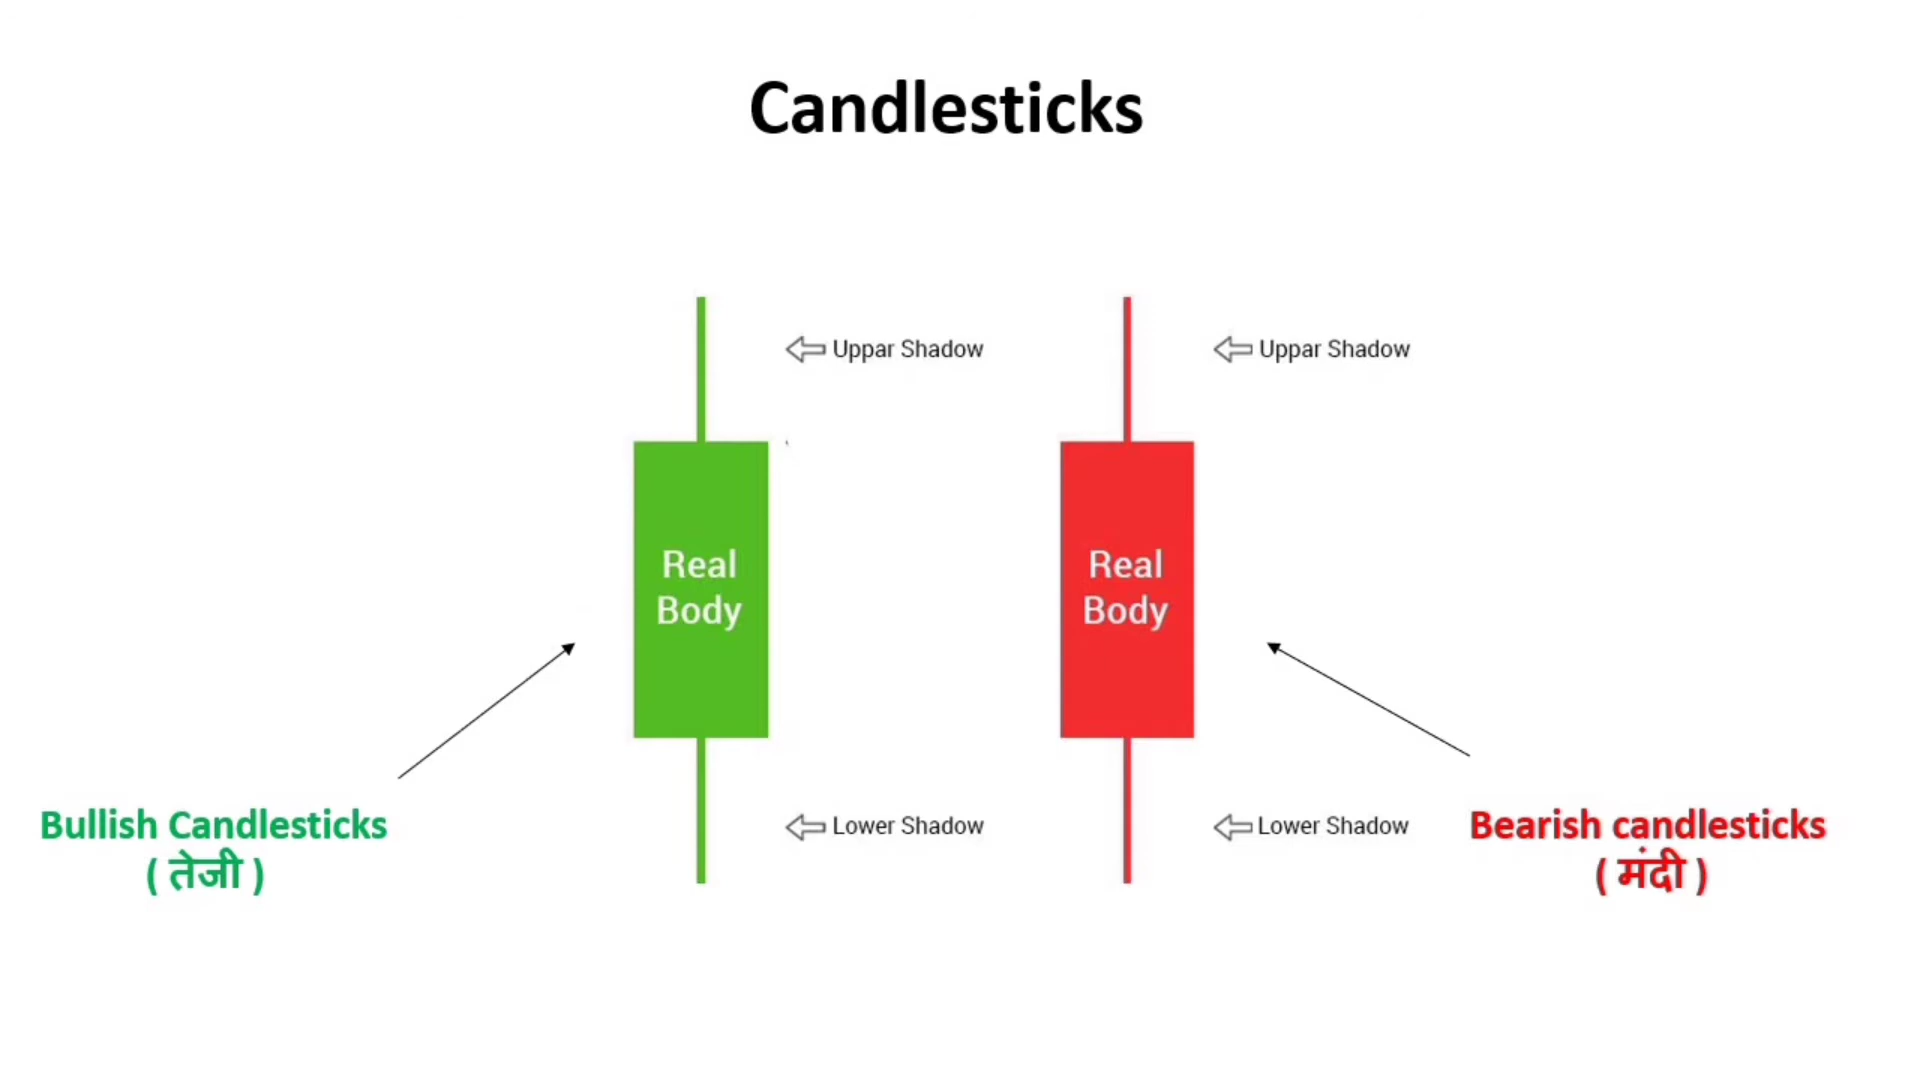 Candlesticks
Uppar Shadow
Uppar Shadow
Real
Body
Real
Body
Lower Shadow
Lower Shadow
Bullish Candlesticks
( तेजी )
Bearish candlesticks
( मंदी )